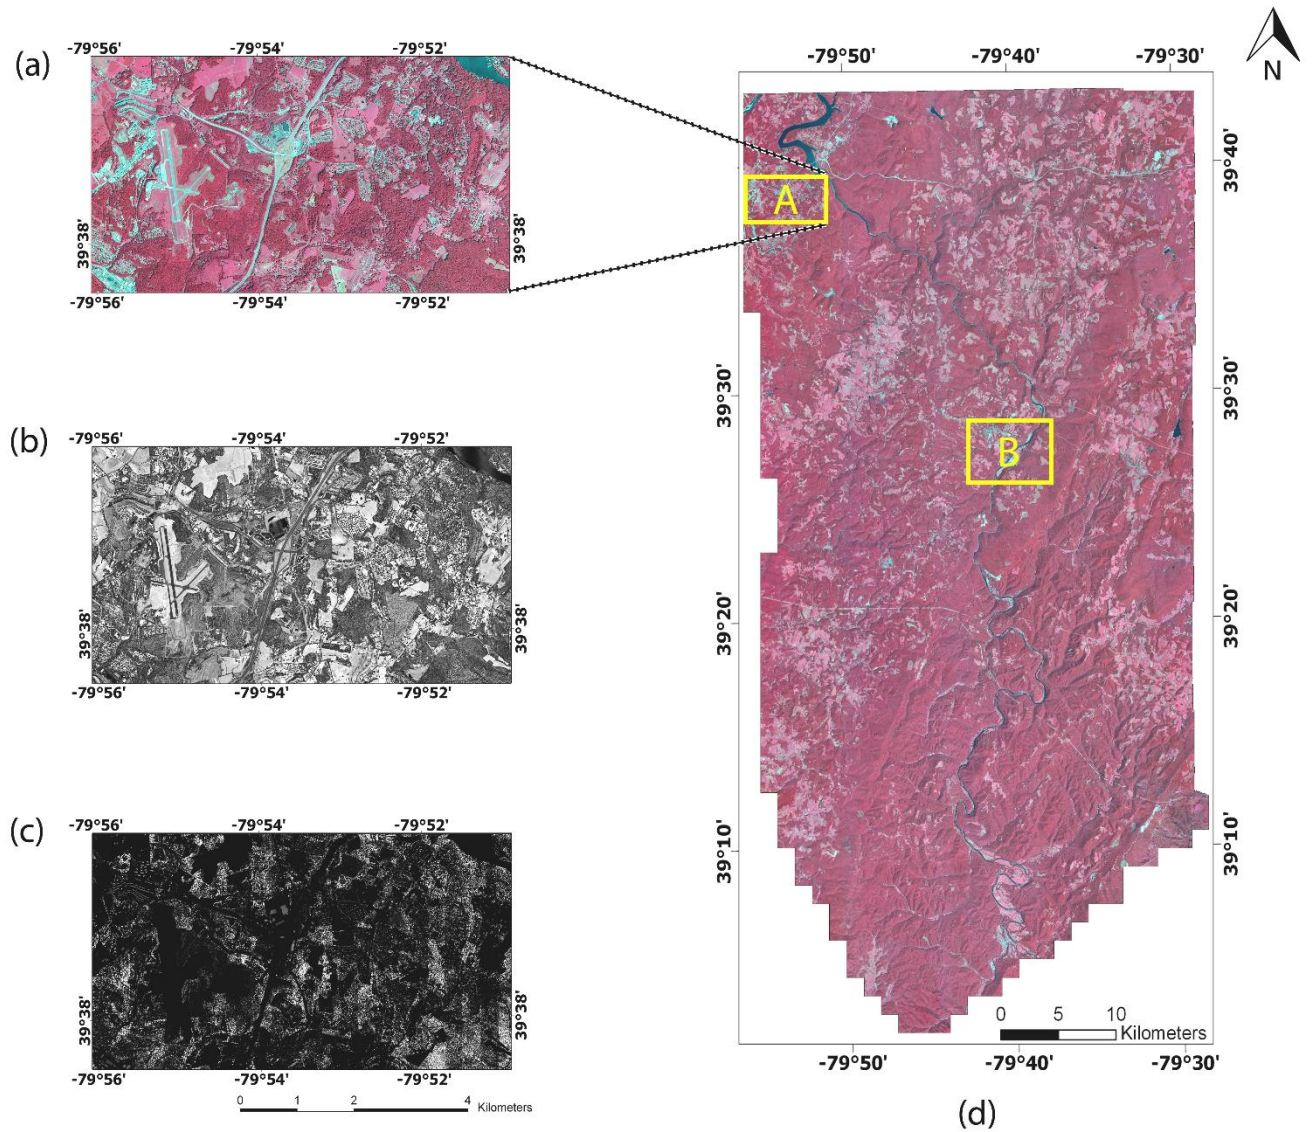 (a)
-79°56' -79°54' -79°52'
39°38' 39°38'
-79°56' -79°54' -79°52'
(b)
-79°56' -79°54' -79°52'
39°38' 39°38'
-79°56' -79°54' -79°52'
(c)
-79°56' -79°54' -79°52'
39°38' 39°38'
-79°56' -79°54' -79°52'
0 1 2 4 Kilometers
N
-79°50' -79°40' -79°30'
39°40'
A
39°30' 39°30'
B
39°20' 39°20'
39°10' 39°10'
0 5 10
Kilometers
-79°50' -79°40' -79°30'
(d)